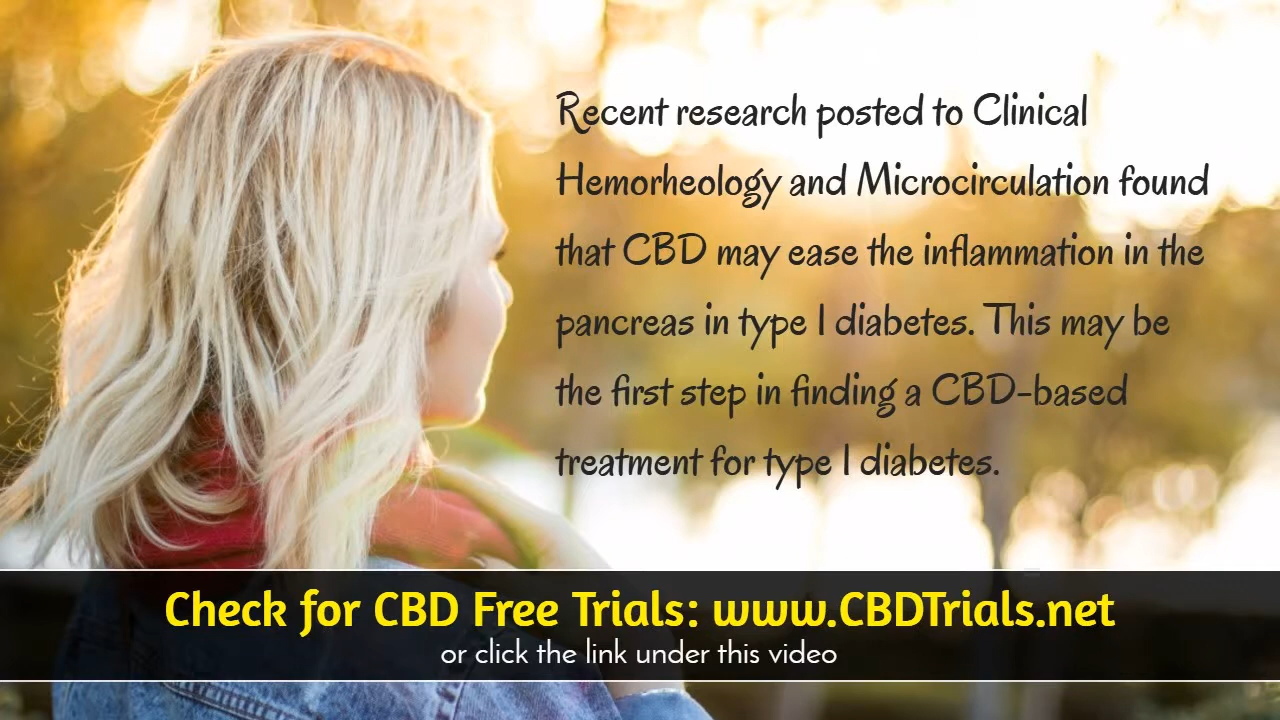 Recent research posted to Clinical
Hemorheology and Microcirculation found
that CBD may ease the inflammation in the
pancreas in type 1 diabetes. This may be
the first step in finding a CBD-based
treatment for type 1 diabetes.
Check for CBD Free Trials: www.CBDTrials.net
or click the link under this video